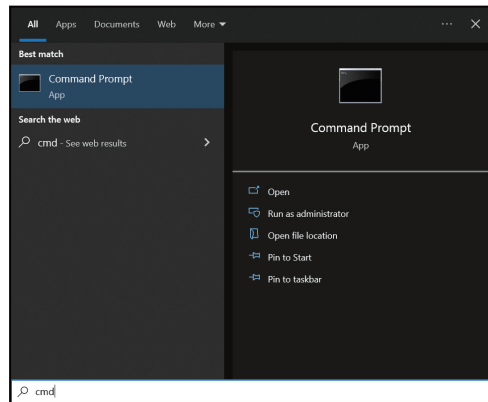 All Apps Documents Web More
Best match
Command Prompt
App
Search the web
cmd - See web results
Command Prompt
App
Open
Run as administrator
Open file location
Pin to Start
Pin to taskbar
cmd